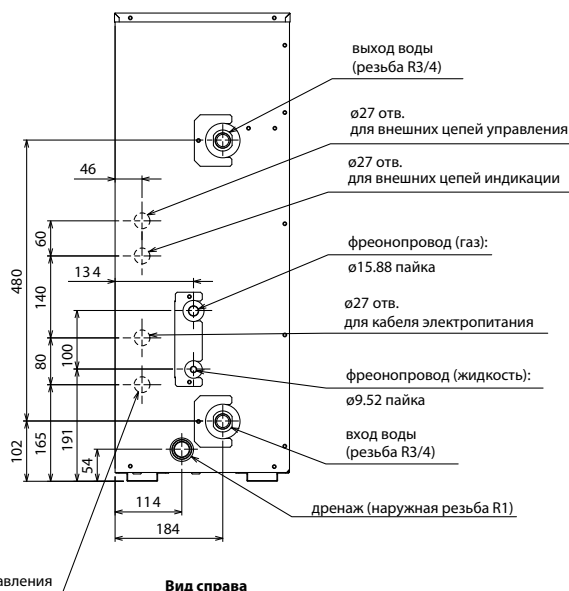 выход воды
(резьба R3/4)
ø27 отв.
для внешних цепей управления
46
ø27 отв.
для внешних цепей индикации
60
134
фреонопровод (газ):
ø15.88 пайка
480
140
ø27 отв.
для кабеля электропитания
100
80
фреонопровод (жидкость):
ø9.52 пайка
вход воды
(резьба R3/4)
102
165
191
54
114
дренаж (наружная резьба R1)
184
авления
Вид справа